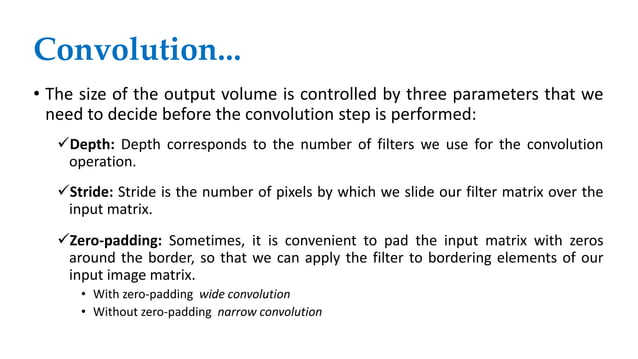 Convolution...
• The size of the output volume is controlled by three parameters that we
need to decide before the convolution step is performed:
✓Depth: Depth corresponds to the number of filters we use for the convolution
operation.
✓Stride: Stride is the number of pixels by which we slide our filter matrix over the
input matrix.
✓Zero-padding: Sometimes, it is convenient to pad the input matrix with zeros
around the border, so that we can apply the filter to bordering elements of our
input image matrix.
• With zero-padding wide convolution
• Without zero-padding narrow convolution